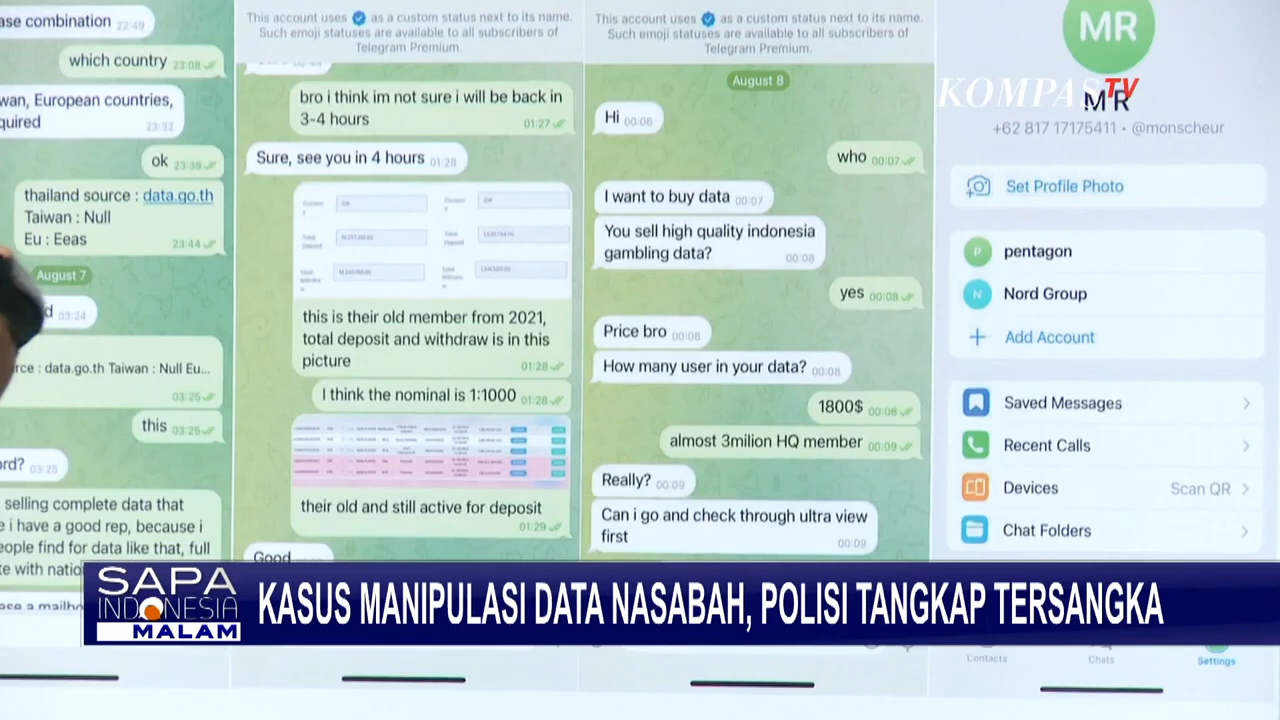 ase combination 22:49
which country 23:08
wan, European countries,
quired 23:32
ok 23:38
thailand source : data.go.th
Taiwan : Null
Eu : Eeas 23:44
August 7
d 03:24
rce : data.go.th Taiwan : Null Eu...
03:25
this 03:25
ord? 03:25
selling complete data that
e i have a good rep, because i
eople find for data like that, full
te with natio
This account uses as a custom status next to its name.
Such emoji statuses are available to all subscribers of
Telegram Premium.
bro i think im not sure i will be back in
3-4 hours 01:27
Sure, see you in 4 hours 01:28
this is their old member from 2021,
total deposit and withdraw is in this
picture 01:28
I think the nominal is 1:1000 01:28
their old and still active for deposit
01:29
Good
This account uses as a custom status next to its name.
Such emoji statuses are available to all subscribers of
Telegram Premium.
August 8
Hi 00:06
who 00:07
I want to buy data 00:07
You sell high quality indonesia
gambling data? 00:08
yes 00:08
Price bro 00:08
How many user in your data? 00:08
1800$ 00:08
almost 3milion HQ member 00:09
Really? 00:09
Can i go and check through ultra view
first 00:09
MR
KOMPAS TV
M R
+62 817 17175411 • @monscheur
Set Profile Photo
P pentagon
N Nord Group
Add Account
Saved Messages
Recent Calls
Devices Scan QR
Chat Folders
Contacts
Chats
Settings
SAPA
INDONESIA
MALAM
KASUS MANIPULASI DATA NASABAH, POLISI TANGKAP TERSANGKA